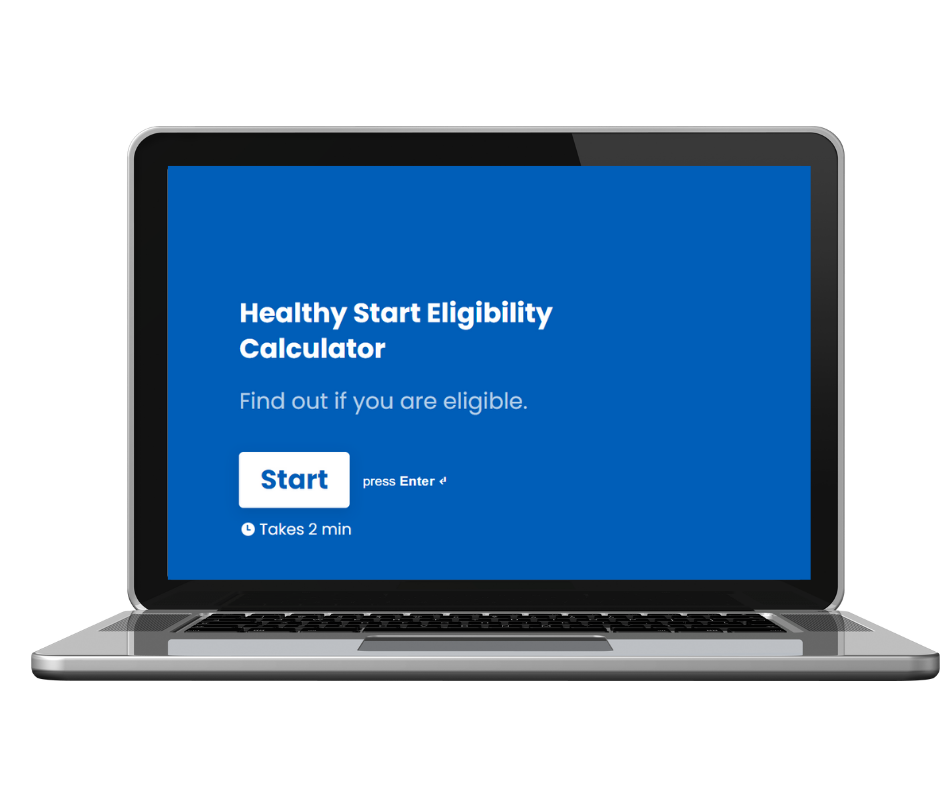 Healthy Start Eligibility
Calculator
Find out if you are eligible.
Start
press Enter ↵
Takes 2 min